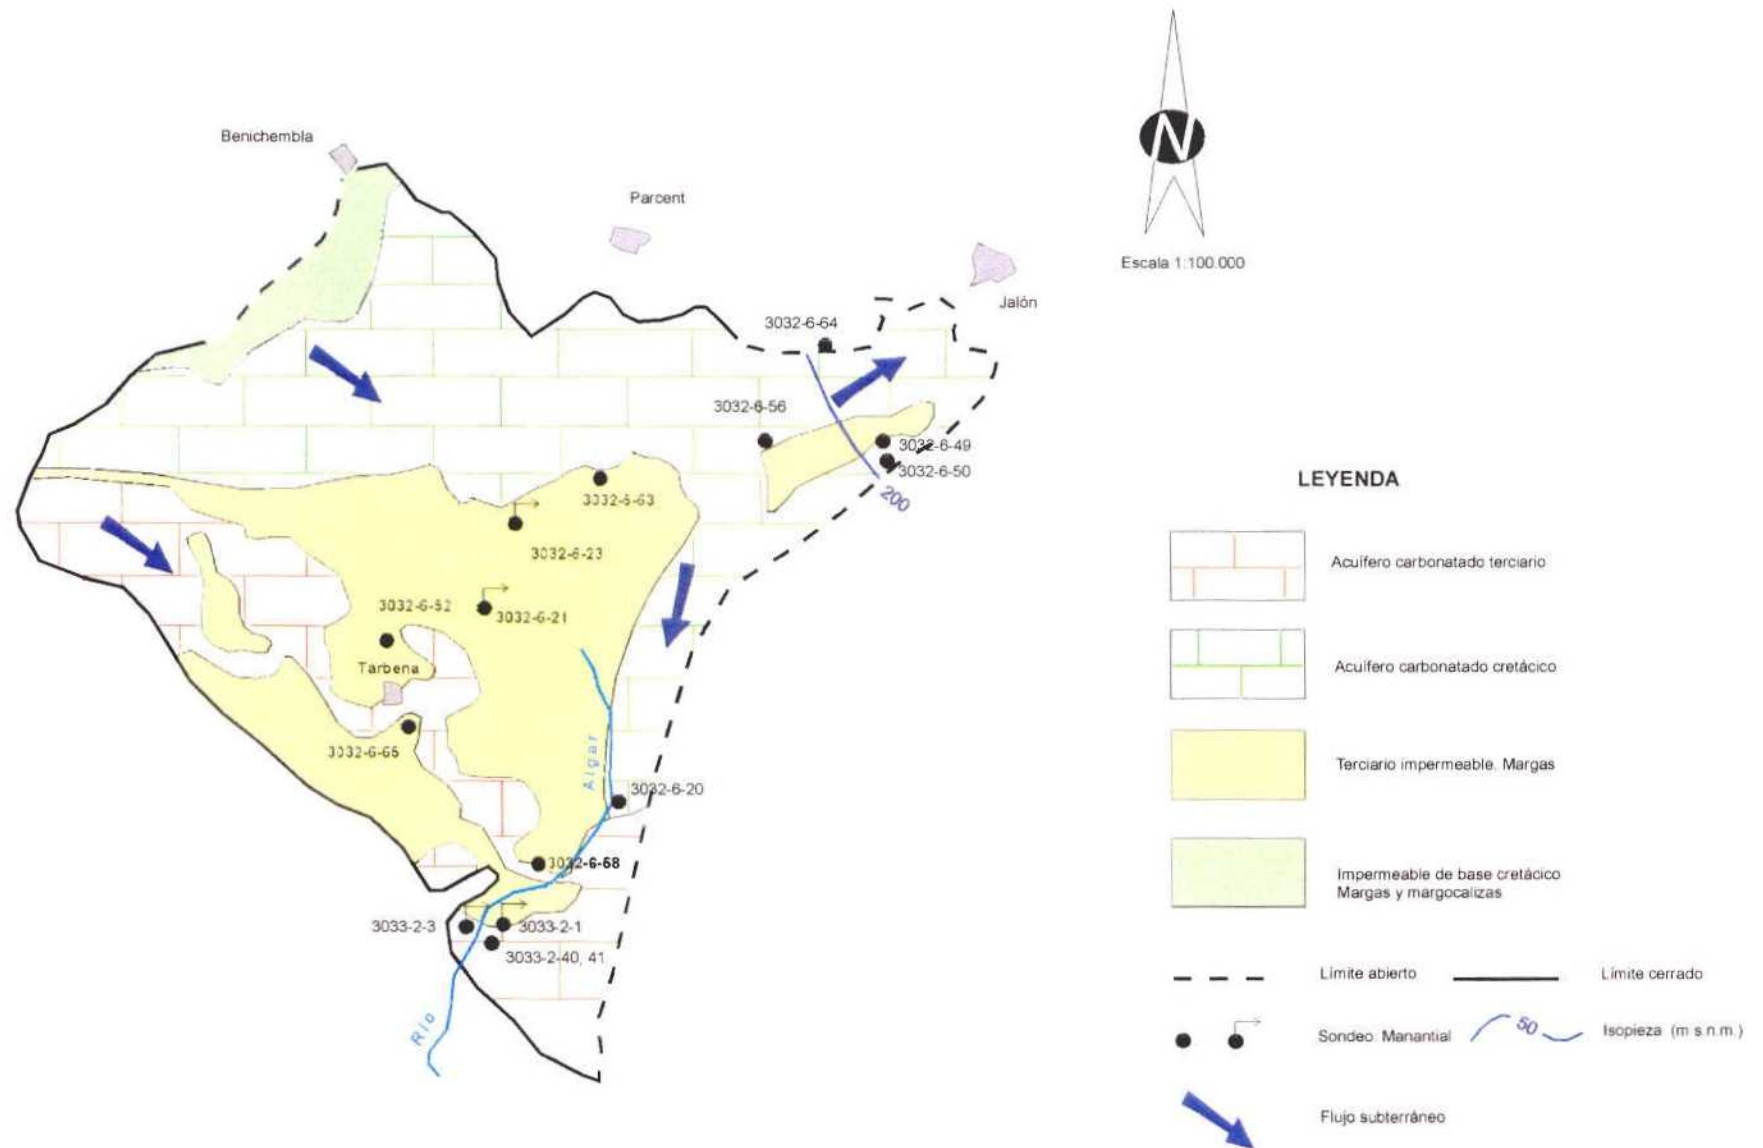 N
Benichembla
Parcent
Escala 1:100.000
Jalón
3032-6-64
3032-6-56
3032-6-49
3032-6-50
200
3032-6-63
3032-6-23
3032-6-52
3032-6-21
Tarbena
3032-6-65
Algar
3032-6-20
3032-6-68
3033-2-3
3033-2-1
3033-2-40, 41
Río
LEYENDA
Acuífero carbonatado terciario
Acuífero carbonatado cretácico
Terciario impermeable. Margas
Impermeable de base cretácico
Margas y margocalizas
Límite abierto
Límite cerrado
Sondeo. Manantial
50
Isopieza (m s.n.m.)
Flujo subterráneo